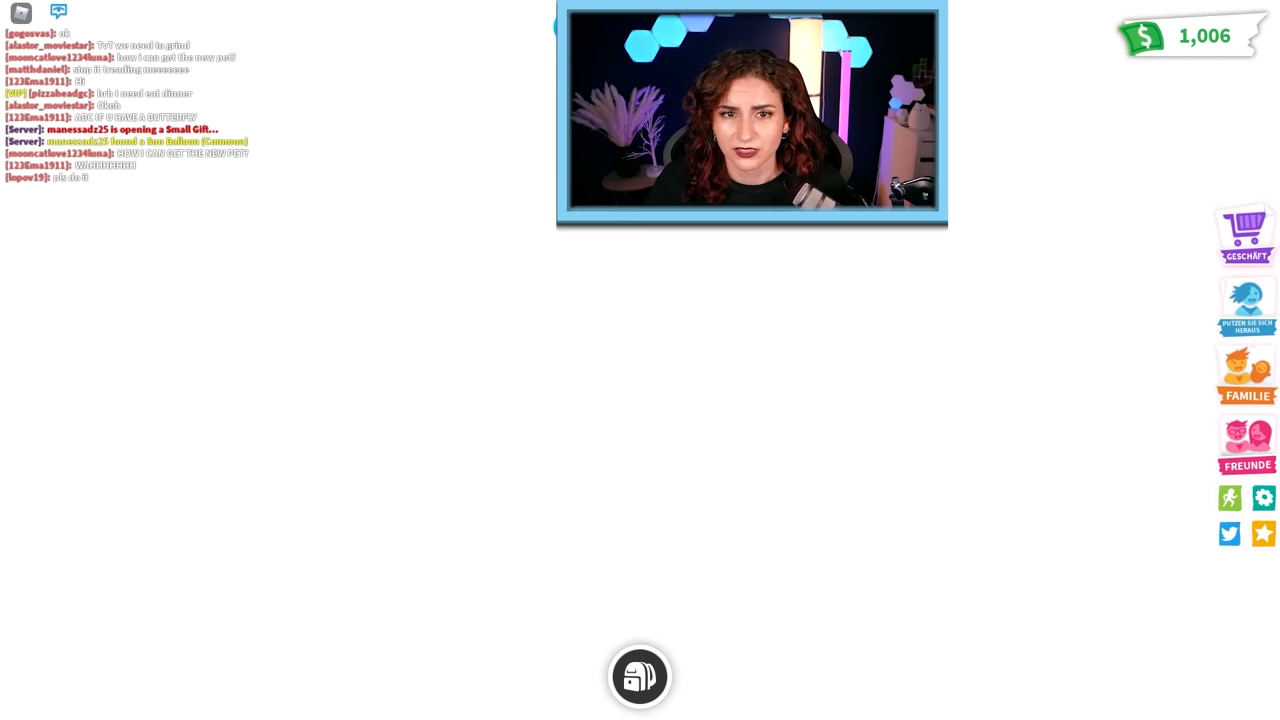 [gogosvas]: ok
[alastor_moviestar]: TvT we need to grind
[mooncatlove1234luna]: how i can get the new pet?
[matthdaniel]: stop it treading meeeeeee
[123Ema1911]: Hi
[VIP] [pizzaheadgc]: brb I need eat dinner
[alastor_moviestar]: Okeh
[123Ema1911]: ABC IF U HAVE A BUTTERFLY
[Server]: manessadz25 is opening a Small Gift...
[Server]: manessadz25 found a Sun Balloon (Common)
[mooncatlove1234luna]: HOW I CAN GET THE NEW PET?
[123Ema1911]: WAHHHHHHH
[lopov19]: pls do it
1,006
GESCHÄFT
PUTZEN SIE SICH
HERAUS
FAMILIE
FREUNDE